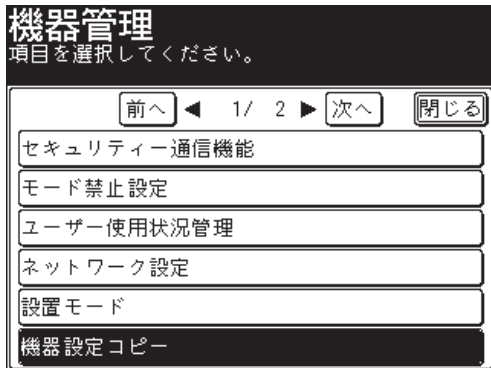 機器管理
項目を選択してください。
前へ ◀ 1/ 2 ▶ 次へ 閉じる
セキュリティー通信機能
モード禁止設定
ユーザー使用状況管理
ネットワーク設定
設置モード
機器設定コピー